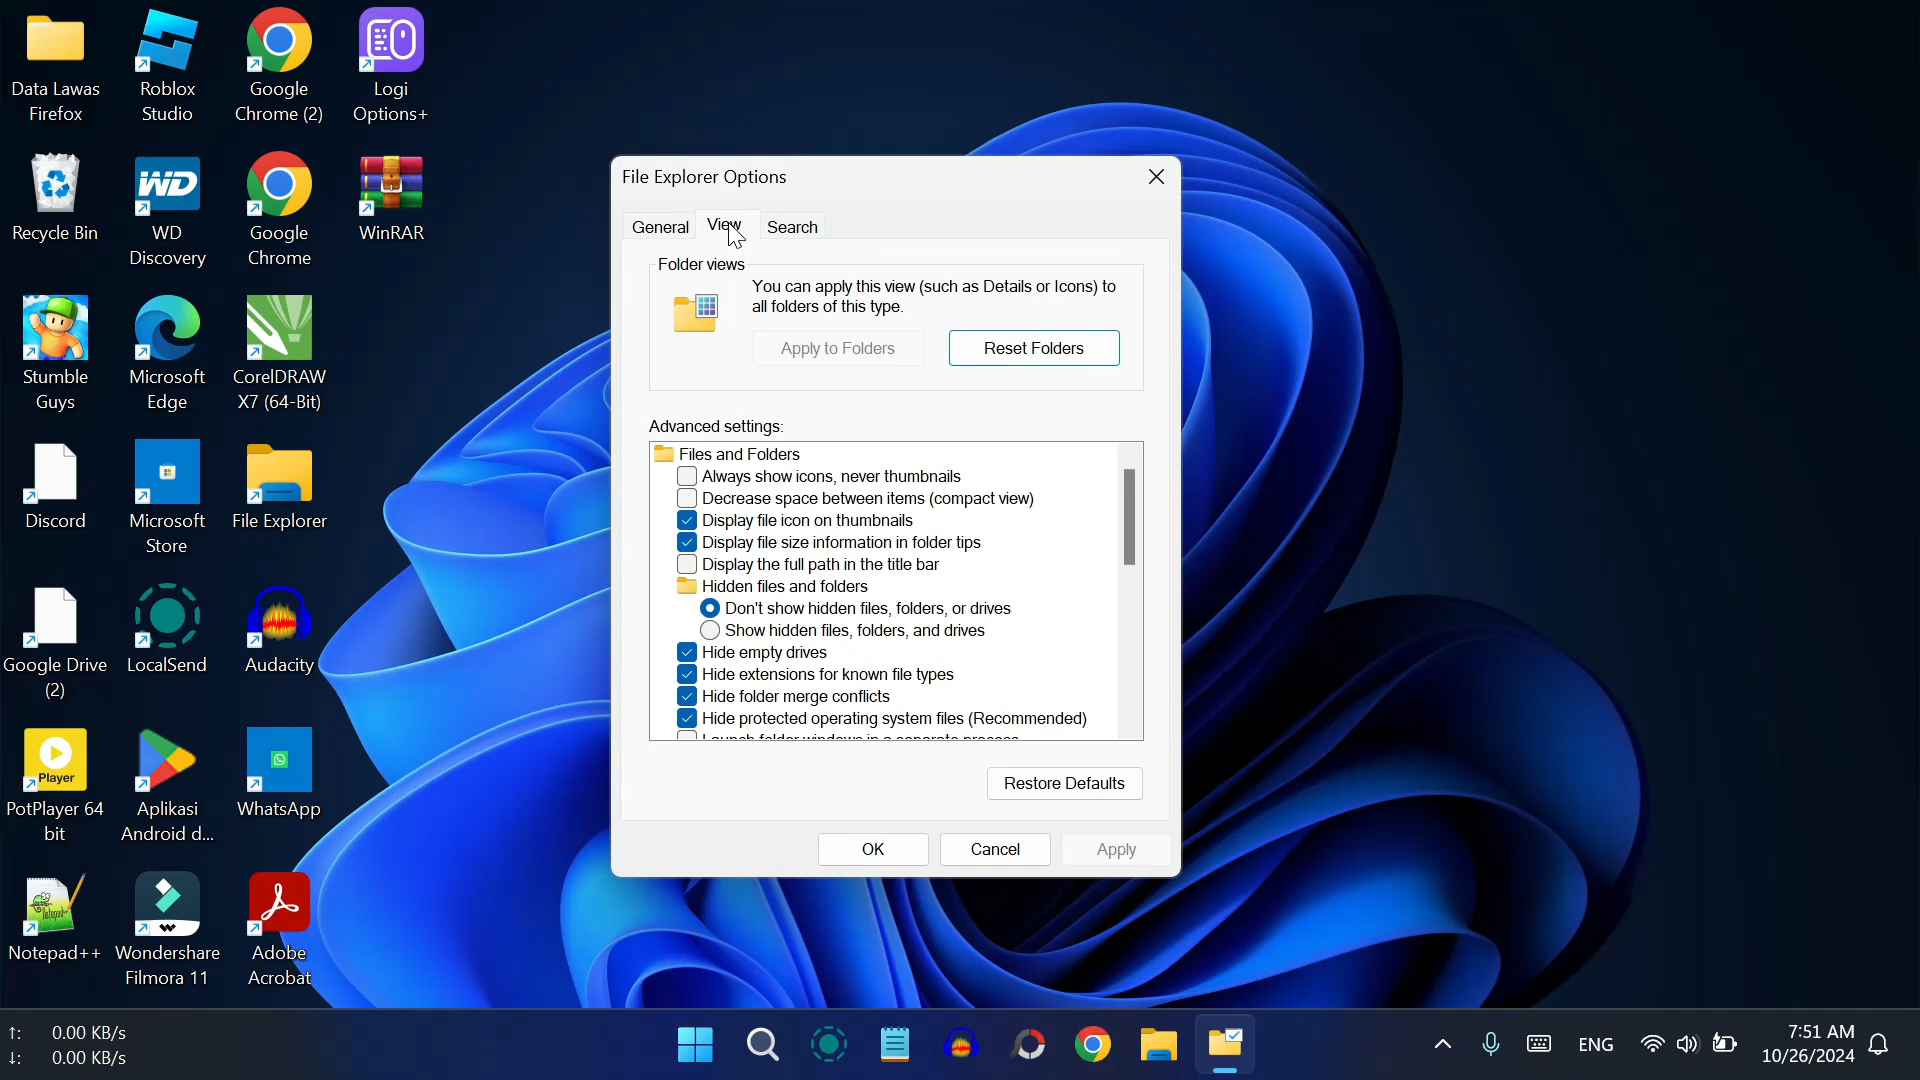 Data Lawas
Firefox
Roblox
Studio
Google
Chrome (2)
Logi
Options+
Recycle Bin
WD
WD
Discovery
Google
Chrome
WinRAR
Stumble
Guys
Microsoft
Edge
CorelDRAW
X7 (64-Bit)
Discord
Microsoft
Store
File Explorer
Google Drive
(2)
LocalSend
Audacity
Player
PotPlayer 64
bit
Aplikasi
Android d...
WhatsApp
Notepad++
Wondershare
Filmora 11
Adobe
Acrobat
File Explorer Options
General
View
Search
Folder views
You can apply this view (such as Details or Icons) to
all folders of this type.
Apply to Folders
Reset Folders
Advanced settings:
Files and Folders
Always show icons, never thumbnails
Decrease space between items (compact view)
Display file icon on thumbnails
Display file size information in folder tips
Display the full path in the title bar
Hidden files and folders
Don't show hidden files, folders, or drives
Show hidden files, folders, and drives
Hide empty drives
Hide extensions for known file types
Hide folder merge conflicts
Hide protected operating system files (Recommended)
Launch folder windows in a separate process
Restore Defaults
OK
Cancel
Apply
↑: 0.00 KB/s
↓: 0.00 KB/s
ENG
7:51 AM
10/26/2024